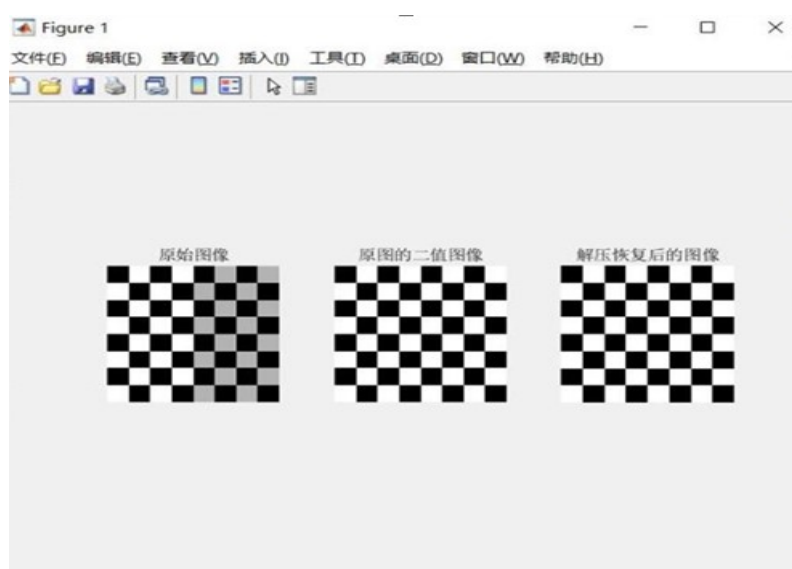 Figure 1
文件(F) 编辑(E) 查看(V) 插入(I) 工具(T) 桌面(D) 窗口(W) 帮助(H)
原始图像 原图的二值图像 解压恢复后的图像